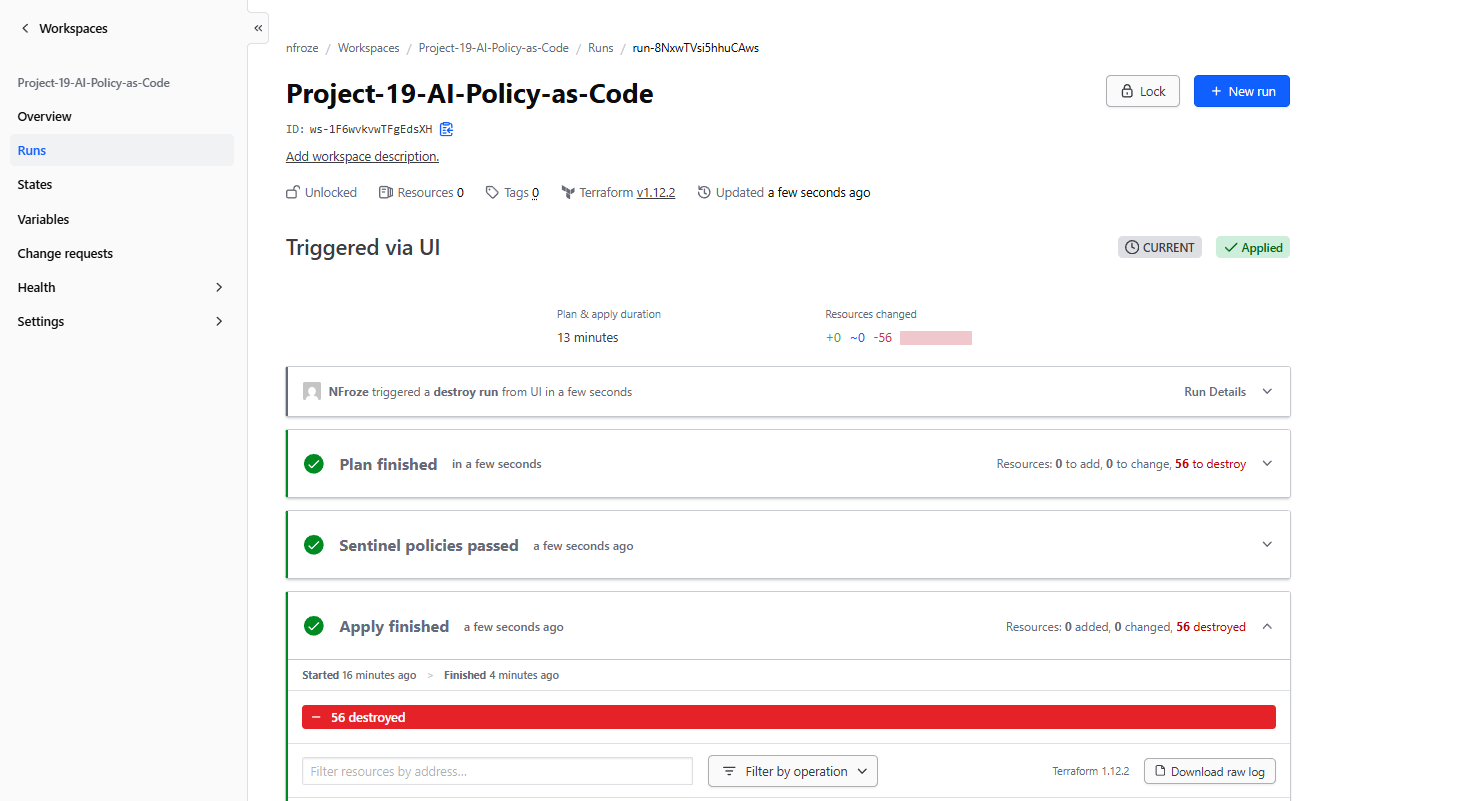 Workspaces
«
nfroze / Workspaces / Project-19-AI-Policy-as-Code / Runs / run-8NxwTVsi5hhuCAws
Project-19-AI-Policy-as-Code
Overview
Runs
States
Variables
Change requests
Health
Settings
Project-19-AI-Policy-as-Code
Lock
+ New run
ID: ws-1F6wvkvwTFgEdsXH
Add workspace description.
Unlocked Resources 0 Tags 0 Terraform v1.12.2 Updated a few seconds ago
Triggered via UI
CURRENT
Applied
Plan & apply duration
13 minutes
Resources changed
+0 ~0 -56
NFroze triggered a destroy run from UI in a few seconds
Run Details
Plan finished in a few seconds
Resources: 0 to add, 0 to change, 56 to destroy
Sentinel policies passed a few seconds ago
Apply finished a few seconds ago
Resources: 0 added, 0 changed, 56 destroyed
Started 16 minutes ago > Finished 4 minutes ago
− 56 destroyed
Filter resources by address...
Filter by operation
Terraform 1.12.2
Download raw log